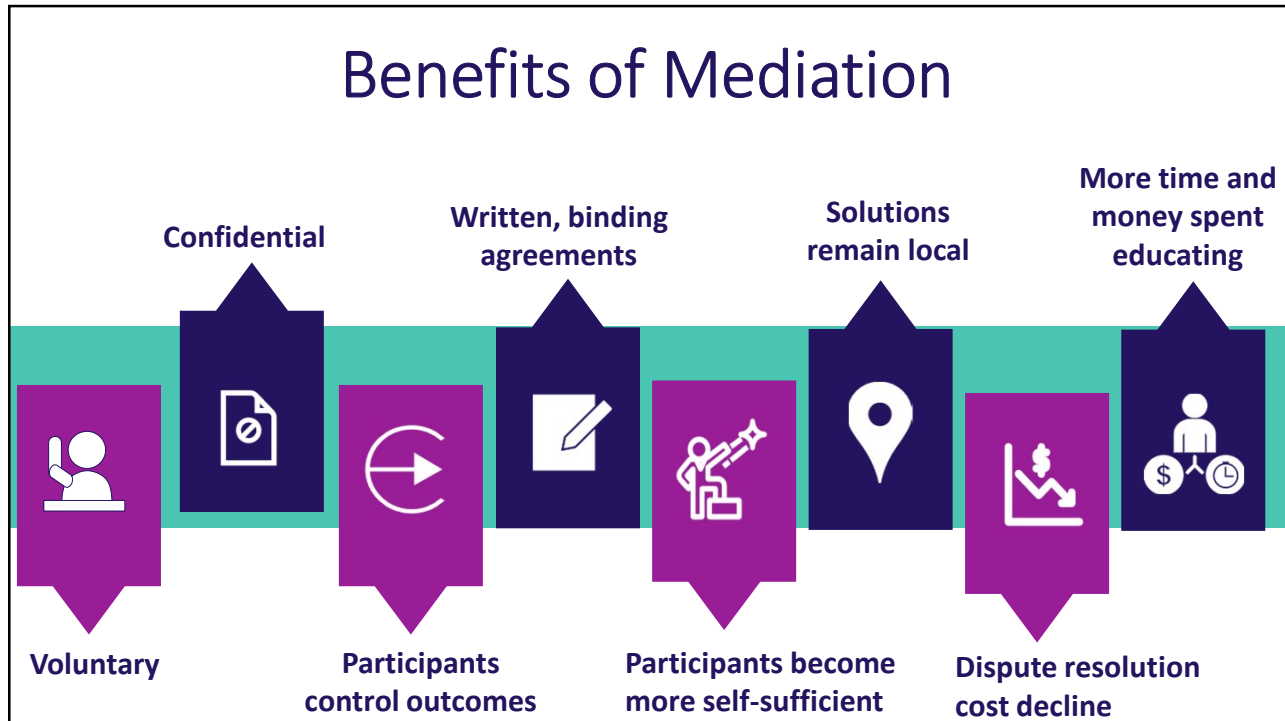 Benefits of Mediation
Confidential
Written, binding
agreements
Solutions
remain local
More time and
money spent
educating
$
$
Voluntary
Participants
control outcomes
Participants become
more self-sufficient
Dispute resolution
cost decline